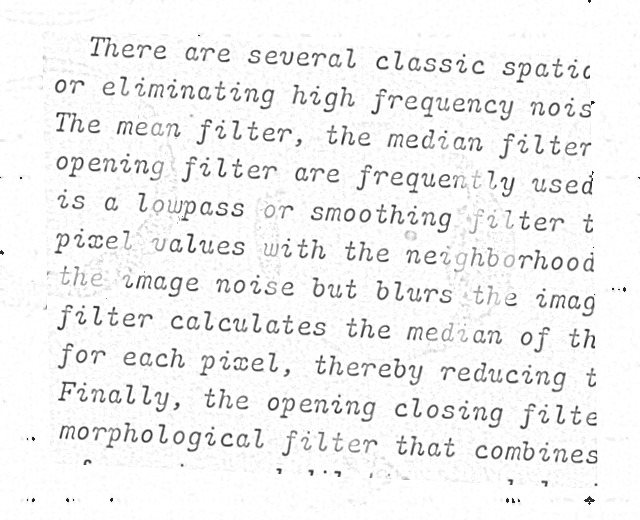 There are several classic spatic
or eliminating high frequency nois
The mean filter, the median filter
opening filter are frequently used
is a lowpass or smoothing filter t
pixel values with the neighborhood
the image noise but blurs the imag
filter calculates the median of th
for each pixel, thereby reducing t
Finally, the opening closing filte
morphological filter that combines